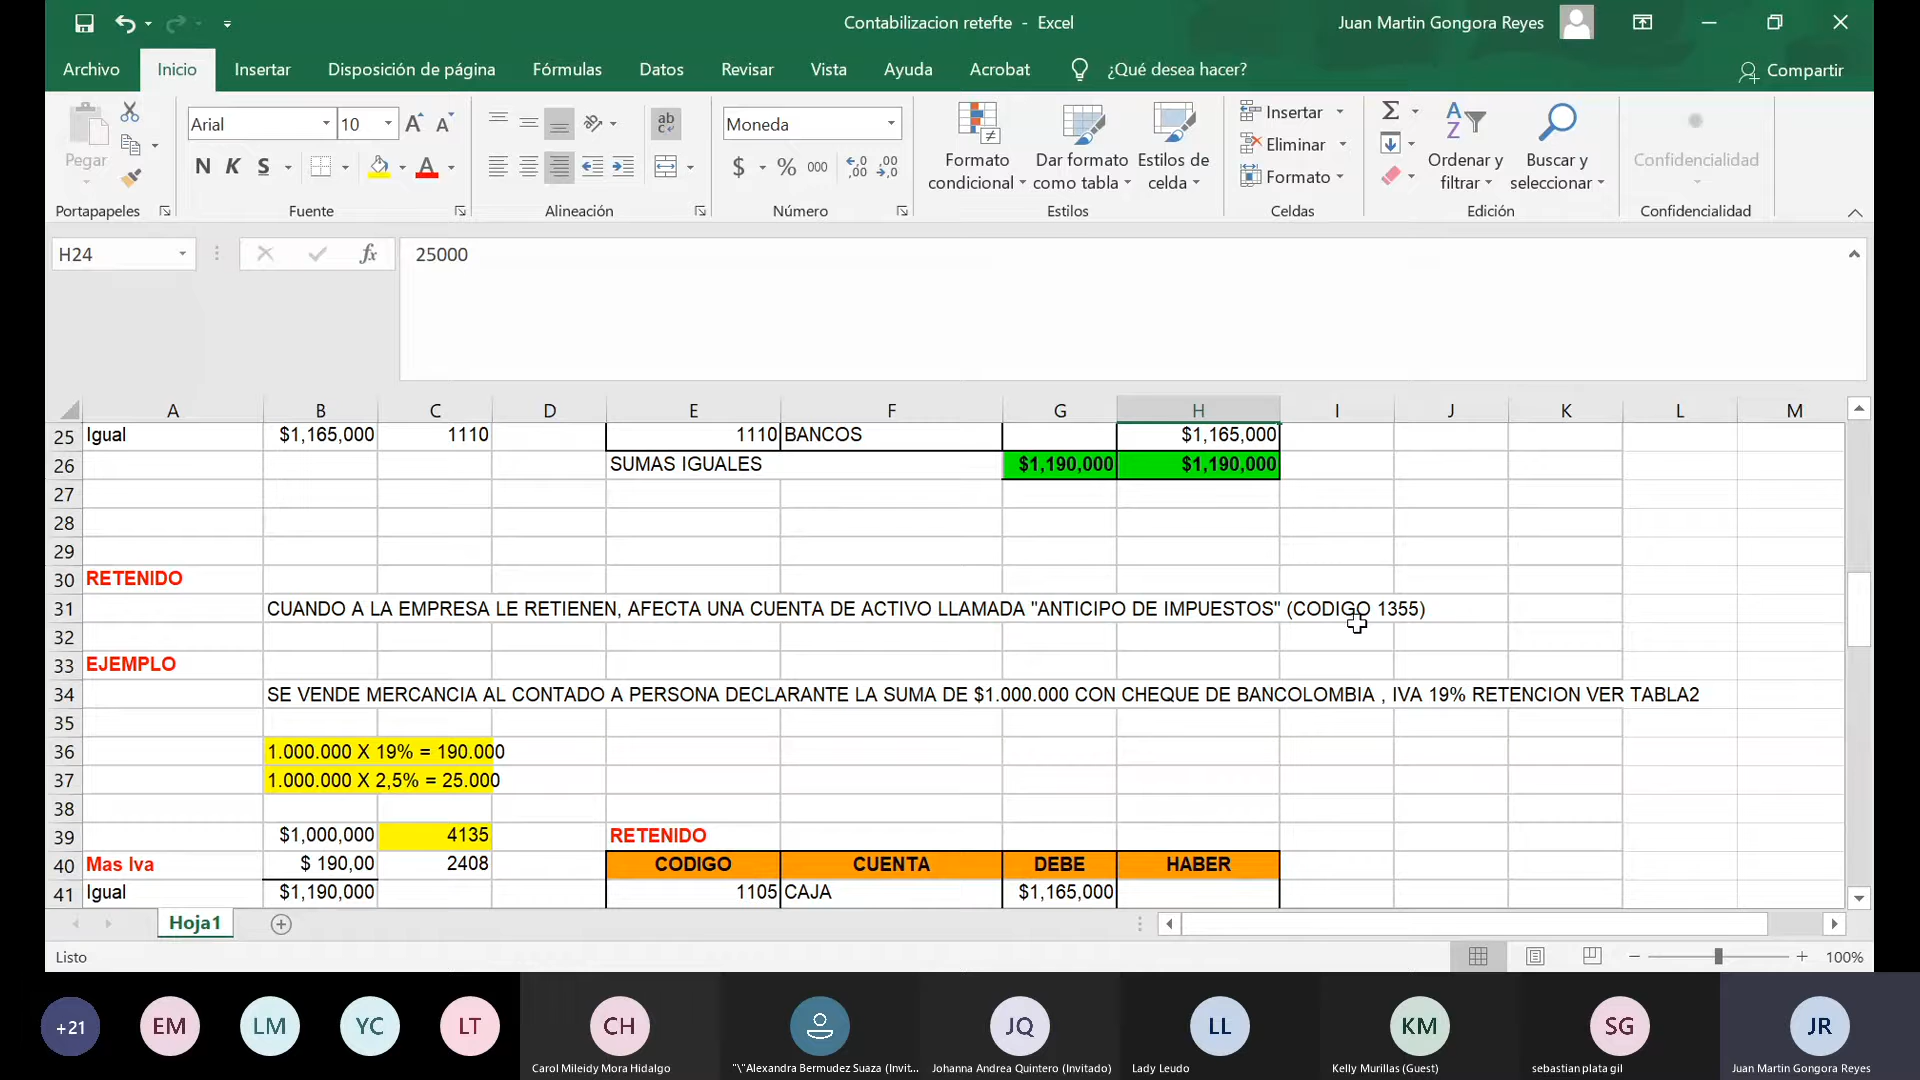 Contabilizacion retefte - Excel
Juan Martin Gongora Reyes
Archivo Inicio Insertar Disposición de página Fórmulas Datos Revisar Vista Ayuda Acrobat ¿Qué desea hacer? Compartir
Pegar
Portapapeles
Arial 10
N K S
Fuente
ab
c
Alineación
Moneda
$ % 000
Número
Formato condicional
Dar formato como tabla
Estilos de celda
Estilos
Insertar
Eliminar
Formato
Celdas
Ordenar y filtrar
Buscar y seleccionar
Edición
Confidencialidad
Confidencialidad
H24 fx 25000
A B C D E F G H I J K L M
25 Igual $1,165,000 1110 1110 BANCOS $1,165,000
26 SUMAS IGUALES $1,190,000 $1,190,000
27
28
29
30 RETENIDO
31 CUANDO A LA EMPRESA LE RETIENEN, AFECTA UNA CUENTA DE ACTIVO LLAMADA "ANTICIPO DE IMPUESTOS" (CODIGO 1355)
32
33 EJEMPLO
34 SE VENDE MERCANCIA AL CONTADO A PERSONA DECLARANTE LA SUMA DE $1.000.000 CON CHEQUE DE BANCOLOMBIA , IVA 19% RETENCION VER TABLA2
35
36 1.000.000 X 19% = 190.000
37 1.000.000 X 2,5% = 25.000
38
39 $1,000,000 4135 RETENIDO
40 Mas Iva $ 190,00 2408 CODIGO CUENTA DEBE HABER
41 Igual $1,190,000 1105 CAJA $1,165,000
Hoja1
Listo 100%
+21 EM LM YC LT CH JQ LL KM SG JR
Carol Mileidy Mora Hidalgo
"\"Alexandra Bermudez Suaza (Invit...
Johanna Andrea Quintero (Invitado)
Lady Leudo
Kelly Murillas (Guest)
sebastian plata gil
Juan Martin Gongora Reyes